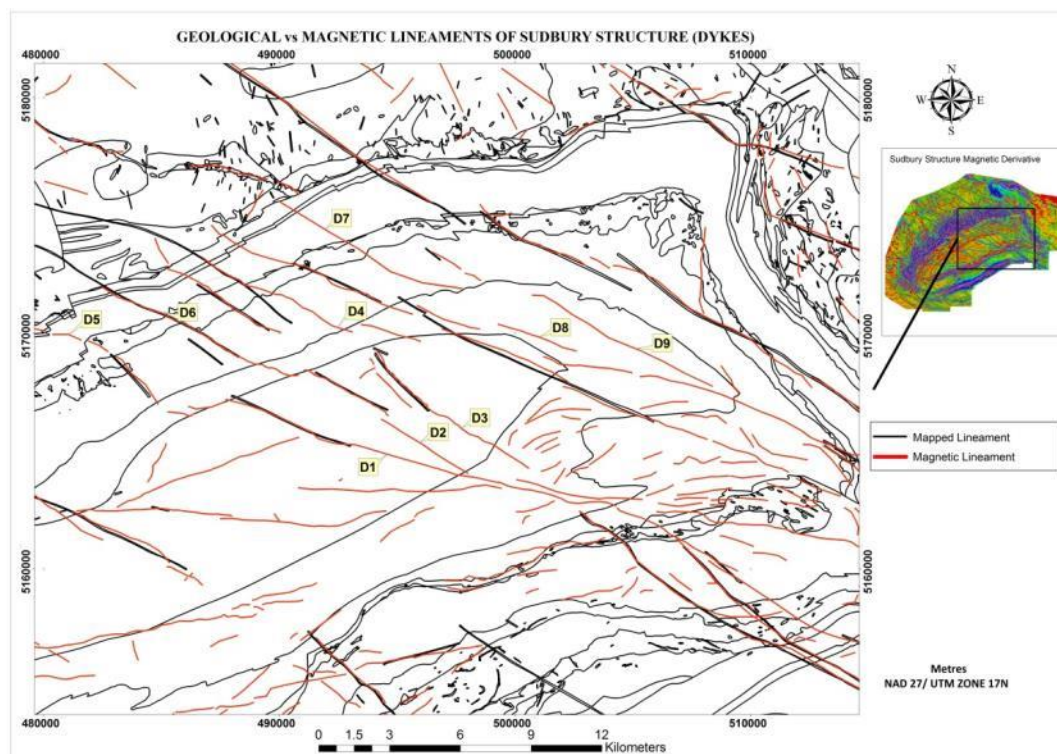 GEOLOGICAL vs MAGNETIC LINEAMENTS OF SUDBURY STRUCTURE (DYKES)
480000 490000 500000 510000
5180000 5180000
N
W E
S
Sudbury Structure Magnetic Derivative
D7
D5 D6 D4
D8 D9
5170000 5170000
D3
D2
D1
Mapped Lineament
Magnetic Lineament
5160000 5160000
Metres
NAD 27/ UTM ZONE 17N
480000 490000 500000 510000
0 1.5 3 6 9 12
Kilometers